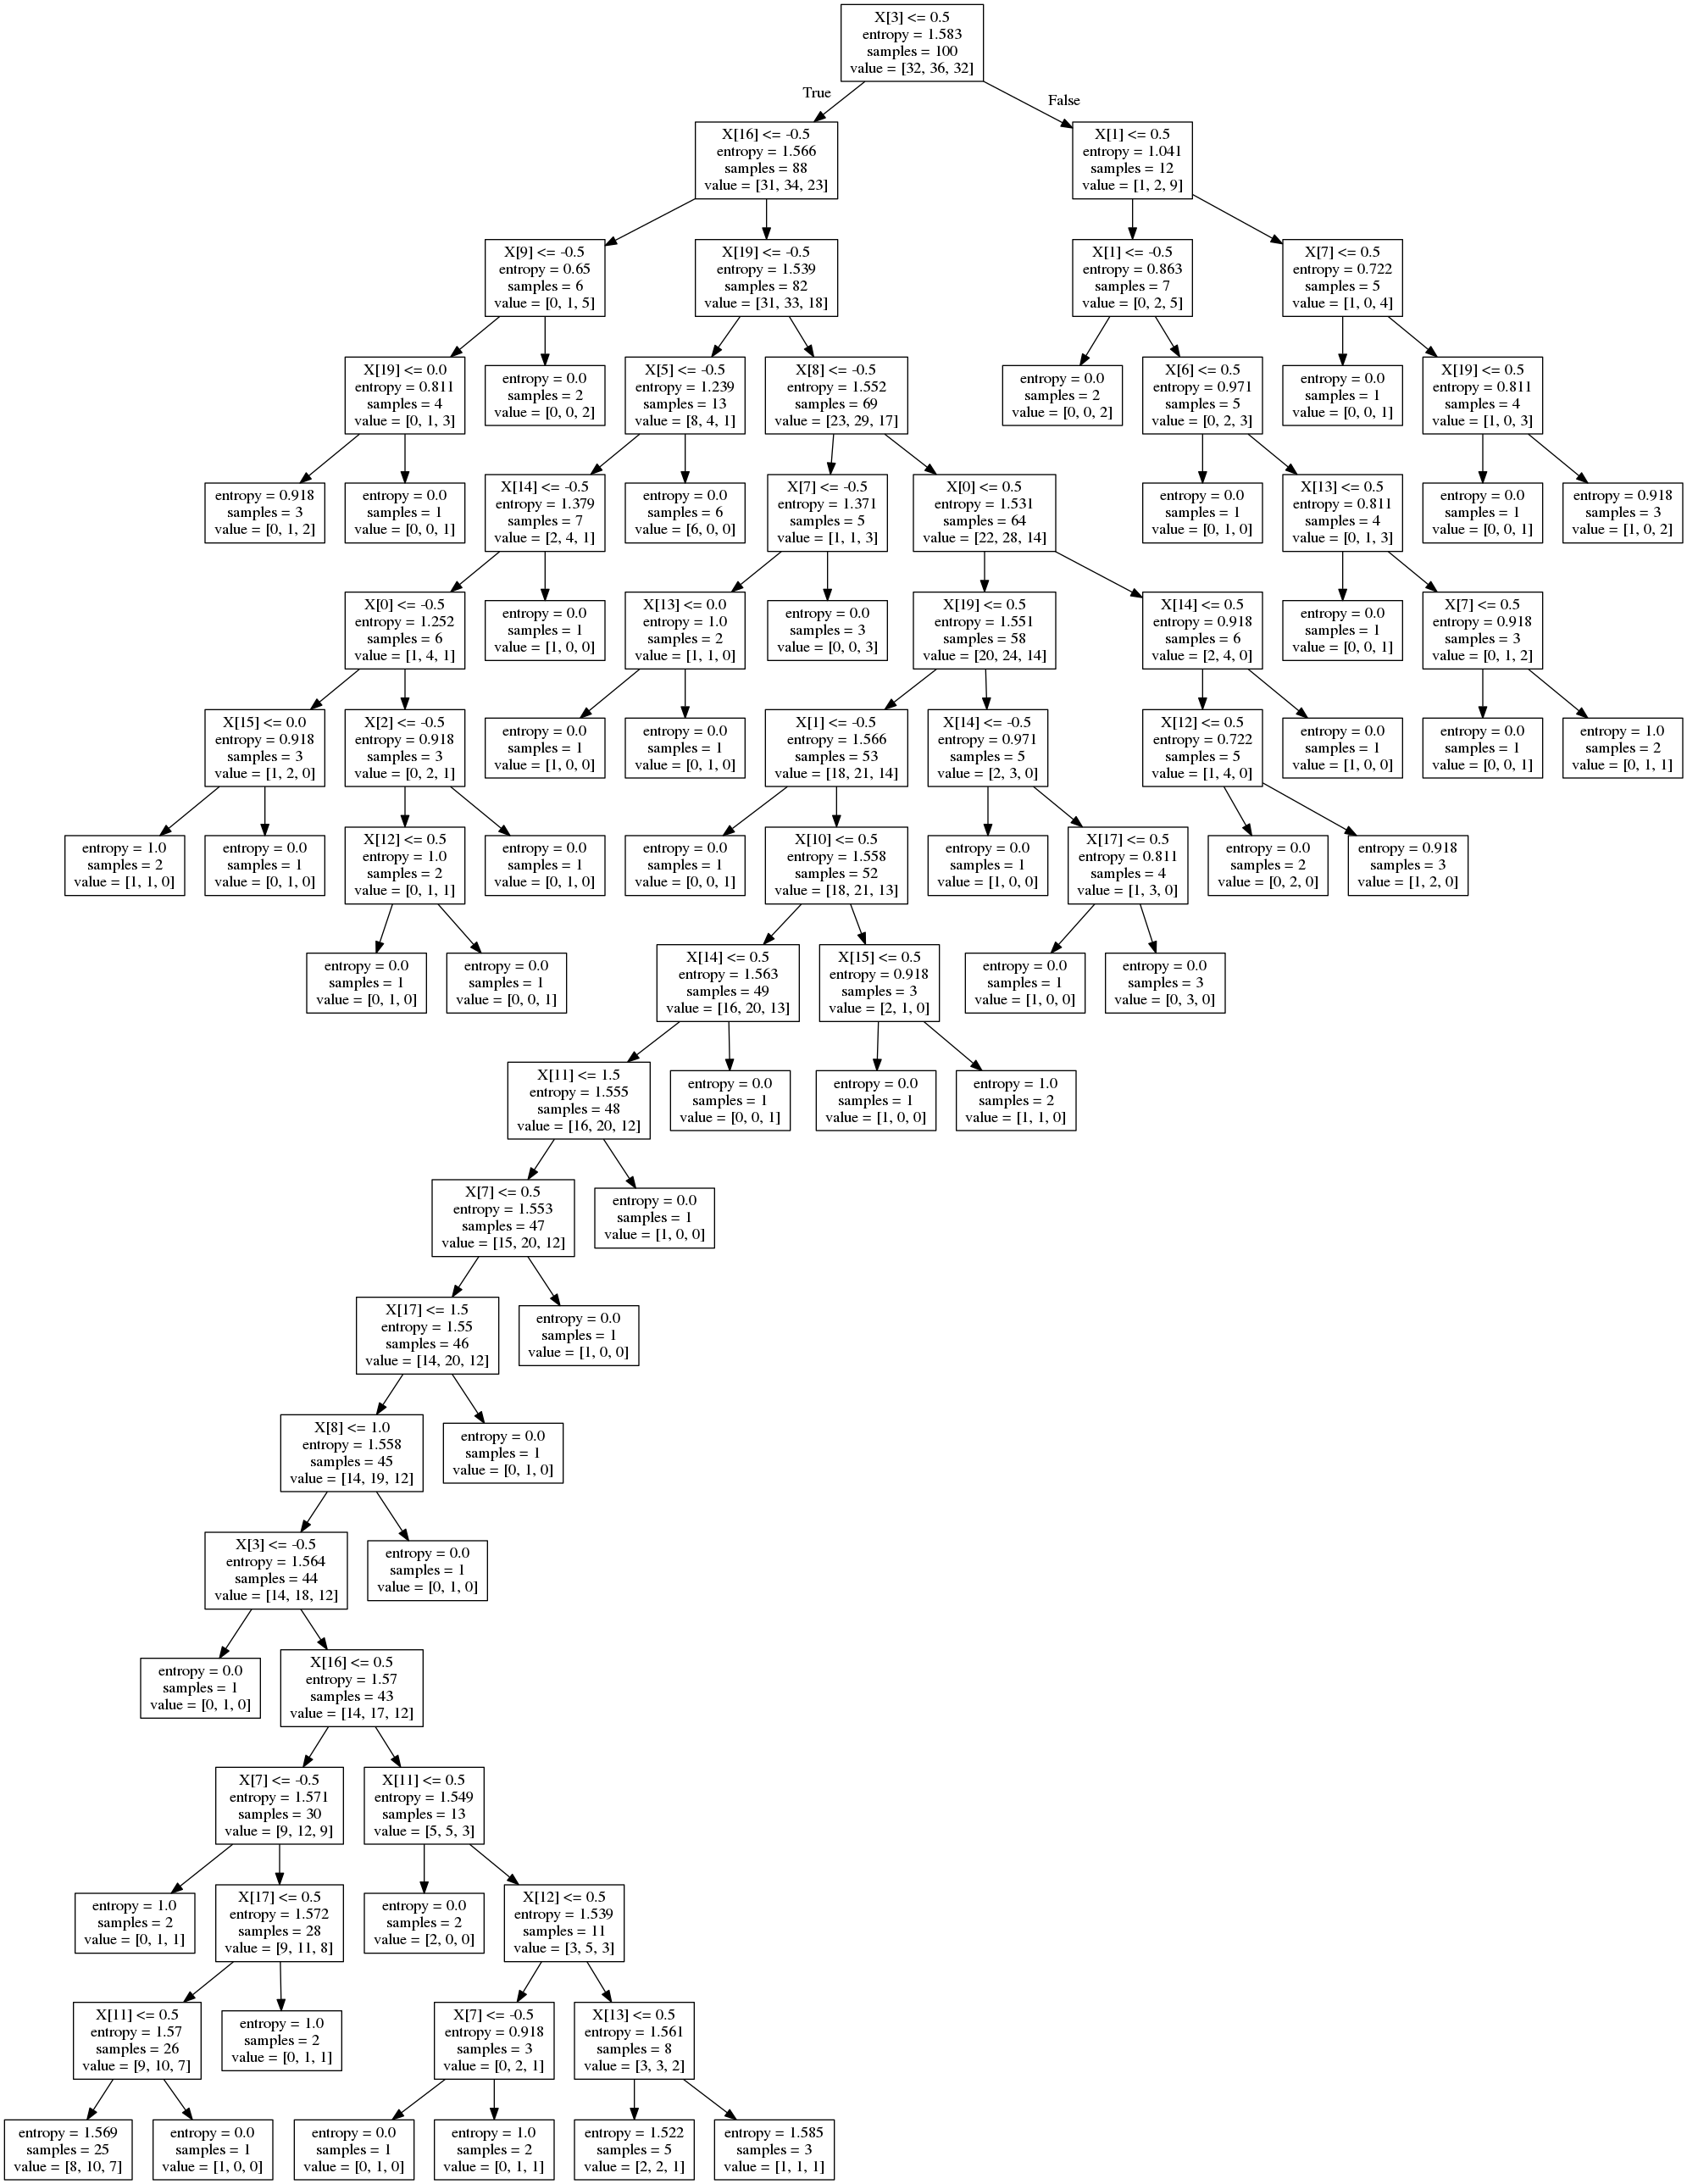 X[3] <= 0.5
entropy = 1.583
samples = 100
value = [32, 36, 32]
True
False
X[16] <= -0.5
entropy = 1.566
samples = 88
value = [31, 34, 23]
X[1] <= 0.5
entropy = 1.041
samples = 12
value = [1, 2, 9]
X[9] <= -0.5
entropy = 0.65
samples = 6
value = [0, 1, 5]
X[19] <= -0.5
entropy = 1.539
samples = 82
value = [31, 33, 18]
X[1] <= -0.5
entropy = 0.863
samples = 7
value = [0, 2, 5]
X[7] <= 0.5
entropy = 0.722
samples = 5
value = [1, 0, 4]
X[19] <= 0.0
entropy = 0.811
samples = 4
value = [0, 1, 3]
entropy = 0.0
samples = 2
value = [0, 0, 2]
X[5] <= -0.5
entropy = 1.239
samples = 13
value = [8, 4, 1]
X[8] <= -0.5
entropy = 1.552
samples = 69
value = [23, 29, 17]
entropy = 0.0
samples = 2
value = [0, 0, 2]
X[6] <= 0.5
entropy = 0.971
samples = 5
value = [0, 2, 3]
entropy = 0.0
samples = 1
value = [0, 0, 1]
X[19] <= 0.5
entropy = 0.811
samples = 4
value = [1, 0, 3]
entropy = 0.918
samples = 3
value = [0, 1, 2]
entropy = 0.0
samples = 1
value = [0, 0, 1]
X[14] <= -0.5
entropy = 1.379
samples = 7
value = [2, 4, 1]
entropy = 0.0
samples = 6
value = [6, 0, 0]
X[7] <= -0.5
entropy = 1.371
samples = 5
value = [1, 1, 3]
X[0] <= 0.5
entropy = 1.531
samples = 64
value = [22, 28, 14]
entropy = 0.0
samples = 1
value = [0, 1, 0]
X[13] <= 0.5
entropy = 0.811
samples = 4
value = [0, 1, 3]
entropy = 0.0
samples = 1
value = [0, 0, 1]
entropy = 0.918
samples = 3
value = [1, 0, 2]
X[0] <= -0.5
entropy = 1.252
samples = 6
value = [1, 4, 1]
entropy = 0.0
samples = 1
value = [1, 0, 0]
X[13] <= 0.0
entropy = 1.0
samples = 2
value = [1, 1, 0]
entropy = 0.0
samples = 3
value = [0, 0, 3]
X[19] <= 0.5
entropy = 1.551
samples = 58
value = [20, 24, 14]
X[14] <= 0.5
entropy = 0.918
samples = 6
value = [2, 4, 0]
entropy = 0.0
samples = 1
value = [0, 0, 1]
X[7] <= 0.5
entropy = 0.918
samples = 3
value = [0, 1, 2]
X[15] <= 0.0
entropy = 0.918
samples = 3
value = [1, 2, 0]
X[2] <= -0.5
entropy = 0.918
samples = 3
value = [0, 2, 1]
entropy = 0.0
samples = 1
value = [1, 0, 0]
entropy = 0.0
samples = 1
value = [0, 1, 0]
X[1] <= -0.5
entropy = 1.566
samples = 53
value = [18, 21, 14]
X[14] <= -0.5
entropy = 0.971
samples = 5
value = [2, 3, 0]
X[12] <= 0.5
entropy = 0.722
samples = 5
value = [1, 4, 0]
entropy = 0.0
samples = 1
value = [1, 0, 0]
entropy = 0.0
samples = 1
value = [0, 0, 1]
entropy = 1.0
samples = 2
value = [0, 1, 1]
entropy = 1.0
samples = 2
value = [1, 1, 0]
entropy = 0.0
samples = 1
value = [0, 1, 0]
X[12] <= 0.5
entropy = 1.0
samples = 2
value = [0, 1, 1]
entropy = 0.0
samples = 1
value = [0, 1, 0]
entropy = 0.0
samples = 1
value = [0, 0, 1]
X[10] <= 0.5
entropy = 1.558
samples = 52
value = [18, 21, 13]
entropy = 0.0
samples = 1
value = [1, 0, 0]
X[17] <= 0.5
entropy = 0.811
samples = 4
value = [1, 3, 0]
entropy = 0.0
samples = 2
value = [0, 2, 0]
entropy = 0.918
samples = 3
value = [1, 2, 0]
entropy = 0.0
samples = 1
value = [0, 1, 0]
entropy = 0.0
samples = 1
value = [0, 0, 1]
X[14] <= 0.5
entropy = 1.563
samples = 49
value = [16, 20, 13]
X[15] <= 0.5
entropy = 0.918
samples = 3
value = [2, 1, 0]
entropy = 0.0
samples = 1
value = [1, 0, 0]
entropy = 0.0
samples = 3
value = [0, 3, 0]
X[11] <= 1.5
entropy = 1.555
samples = 48
value = [16, 20, 12]
entropy = 0.0
samples = 1
value = [0, 0, 1]
entropy = 0.0
samples = 1
value = [1, 0, 0]
entropy = 1.0
samples = 2
value = [1, 1, 0]
X[7] <= 0.5
entropy = 1.553
samples = 47
value = [15, 20, 12]
entropy = 0.0
samples = 1
value = [1, 0, 0]
X[17] <= 1.5
entropy = 1.55
samples = 46
value = [14, 20, 12]
entropy = 0.0
samples = 1
value = [1, 0, 0]
X[8] <= 1.0
entropy = 1.558
samples = 45
value = [14, 19, 12]
entropy = 0.0
samples = 1
value = [0, 1, 0]
X[3] <= -0.5
entropy = 1.564
samples = 44
value = [14, 18, 12]
entropy = 0.0
samples = 1
value = [0, 1, 0]
entropy = 0.0
samples = 1
value = [0, 1, 0]
X[16] <= 0.5
entropy = 1.57
samples = 43
value = [14, 17, 12]
X[7] <= -0.5
entropy = 1.571
samples = 30
value = [9, 12, 9]
X[11] <= 0.5
entropy = 1.549
samples = 13
value = [5, 5, 3]
entropy = 1.0
samples = 2
value = [0, 1, 1]
X[17] <= 0.5
entropy = 1.572
samples = 28
value = [9, 11, 8]
entropy = 0.0
samples = 2
value = [2, 0, 0]
X[12] <= 0.5
entropy = 1.539
samples = 11
value = [3, 5, 3]
X[11] <= 0.5
entropy = 1.57
samples = 26
value = [9, 10, 7]
entropy = 1.0
samples = 2
value = [0, 1, 1]
X[7] <= -0.5
entropy = 0.918
samples = 3
value = [0, 2, 1]
X[13] <= 0.5
entropy = 1.561
samples = 8
value = [3, 3, 2]
entropy = 1.569
samples = 25
value = [8, 10, 7]
entropy = 0.0
samples = 1
value = [1, 0, 0]
entropy = 0.0
samples = 1
value = [0, 1, 0]
entropy = 1.0
samples = 2
value = [0, 1, 1]
entropy = 1.522
samples = 5
value = [2, 2, 1]
entropy = 1.585
samples = 3
value = [1, 1, 1]